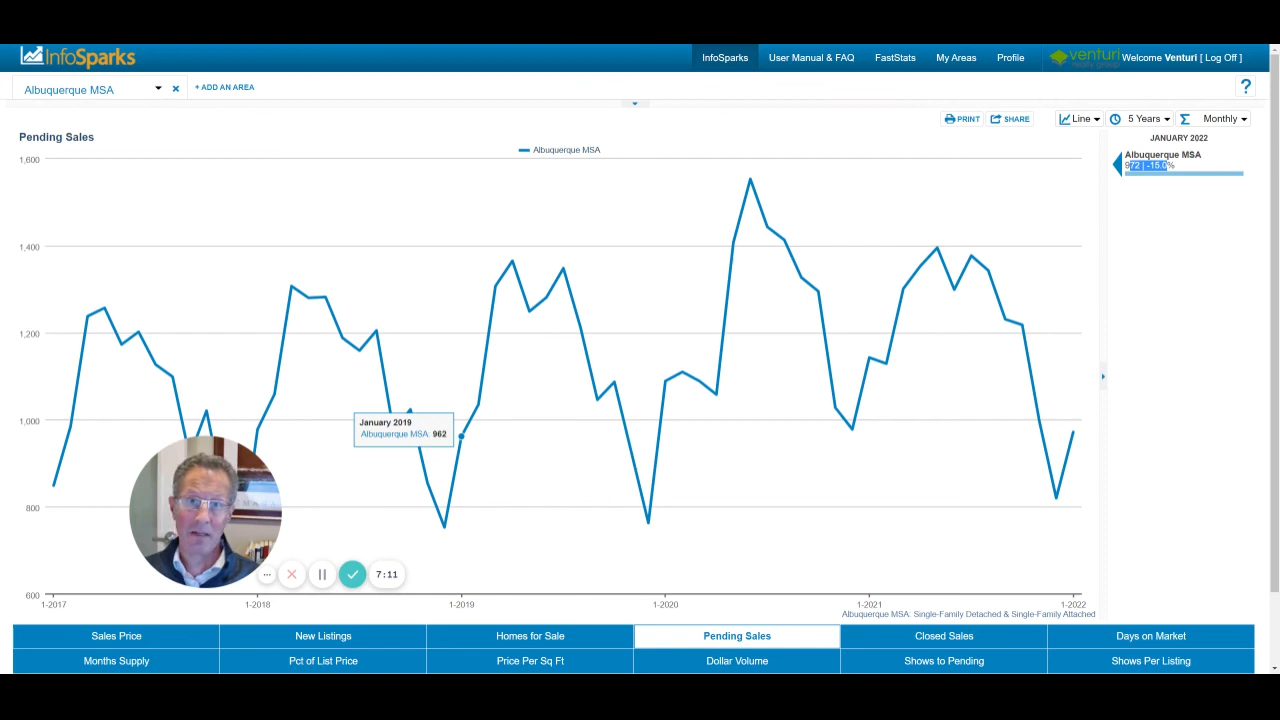 InfoSparks
InfoSparks User Manual & FAQ FastStats My Areas Profile venturi Welcome Venturi [ Log Off ]
Albuquerque MSA + ADD AN AREA ?
PRINT SHARE Line 5 Years Monthly
Pending Sales
JANUARY 2022
Albuquerque MSA
Albuquerque MSA
972 | -15.0%
1,600
1,400
1,200
1,000
800
600
January 2019
Albuquerque MSA: 962
7:11
1-2017 1-2018 1-2019 1-2020 1-2021 1-2022
Albuquerque MSA: Single-Family Detached & Single-Family Attached
Sales Price New Listings Homes for Sale Pending Sales Closed Sales Days on Market
Months Supply Pct of List Price Price Per Sq Ft Dollar Volume Shows to Pending Shows Per Listing